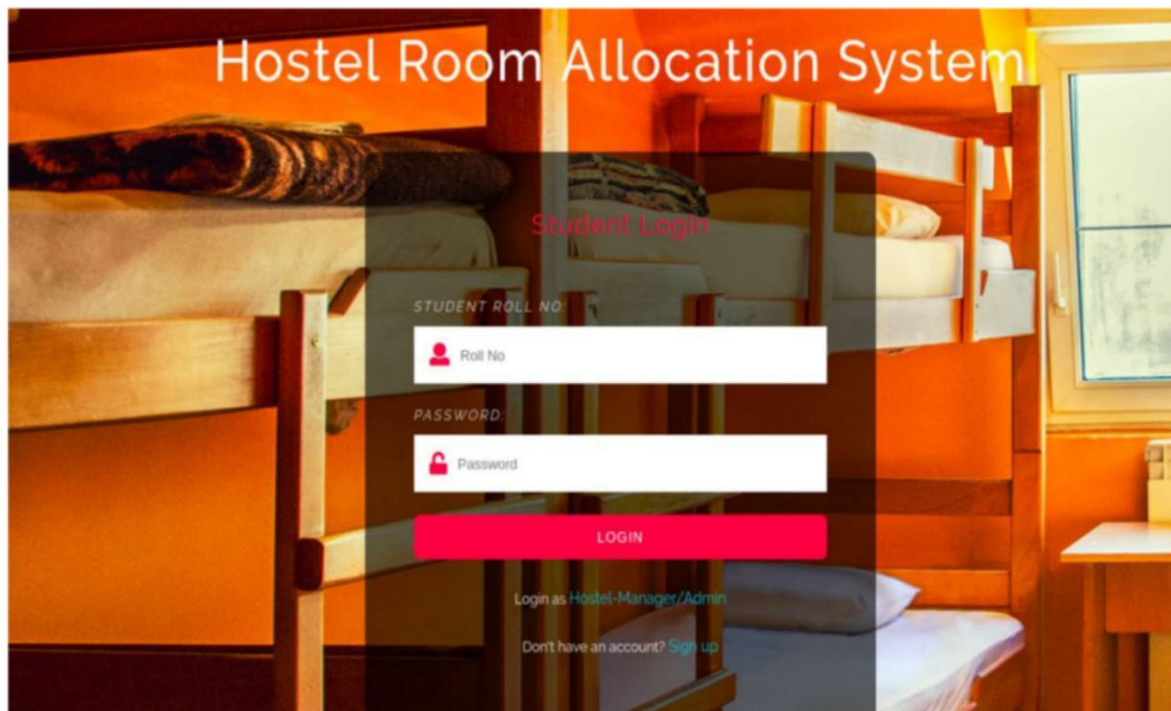 Hostel Room Allocation System
Student Login
STUDENT ROLL NO:
Roll No
PASSWORD:
Password
LOGIN
Login as Hostel-Manager/Admin
Don't have an account? Sign up